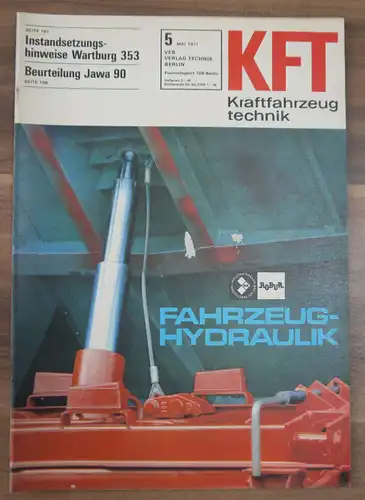 Instandsetzungs-
hinweise Wartburg 353
Beurteilung Jawa 90
5 MAI 1971
VEB
VERLAG TECHNIK
BERLIN
KFT
Kraftfahrzeug
technik
ROBUR
FAHRZEUG-
HYDRAULIK